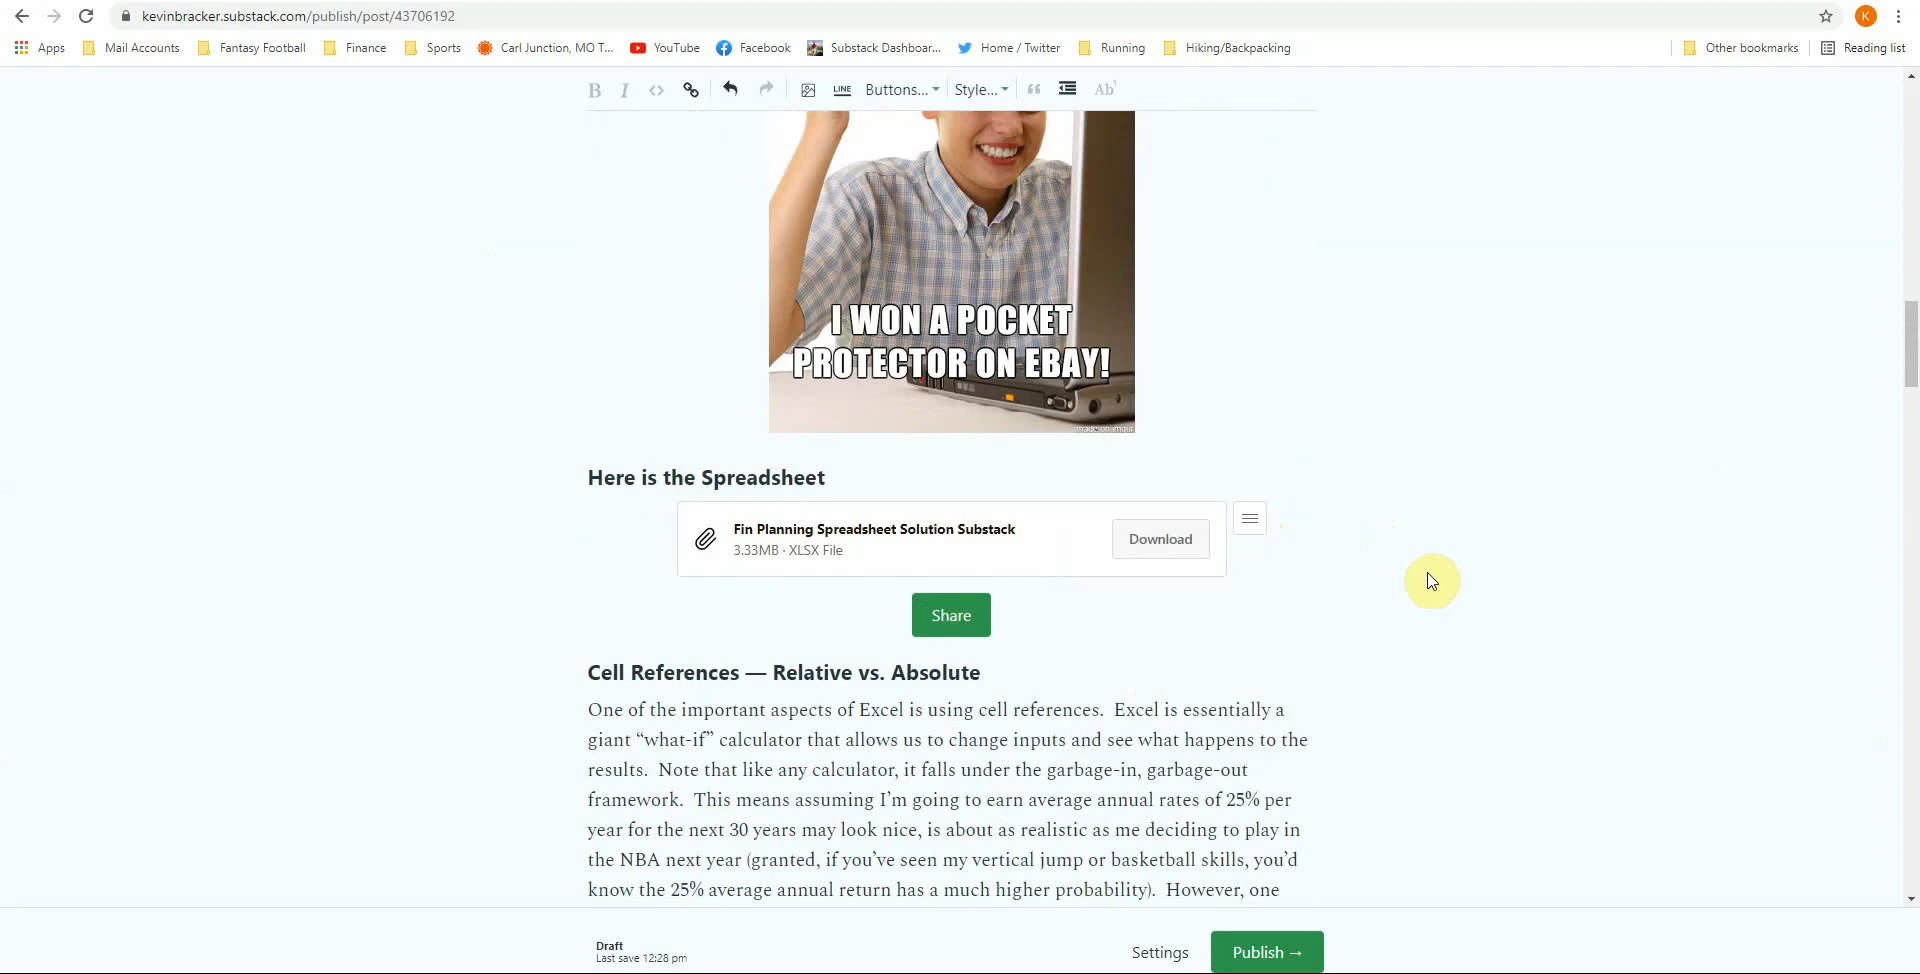 kevinbracker.substack.com/publish/post/43706192
K
Apps
Mail Accounts
Fantasy Football
Finance
Sports
Carl Junction, MO T...
YouTube
Facebook
Substack Dashboar...
Home / Twitter
Running
Hiking/Backpacking
Other bookmarks
Reading list
B I <> LINE Buttons... Style... Ab
I WON A POCKET
PROTECTOR ON EBAY!
made on imgur
Here is the Spreadsheet
Fin Planning Spreadsheet Solution Substack
3.33MB · XLSX File
Download
Share
Cell References — Relative vs. Absolute
One of the important aspects of Excel is using cell references. Excel is essentially a
giant “what-if” calculator that allows us to change inputs and see what happens to the
results. Note that like any calculator, it falls under the garbage-in, garbage-out
framework. This means assuming I’m going to earn average annual rates of 25% per
year for the next 30 years may look nice, is about as realistic as me deciding to play in
the NBA next year (granted, if you’ve seen my vertical jump or basketball skills, you’d
know the 25% average annual return has a much higher probability). However, one
Draft
Last save 12:28 pm
Settings
Publish →